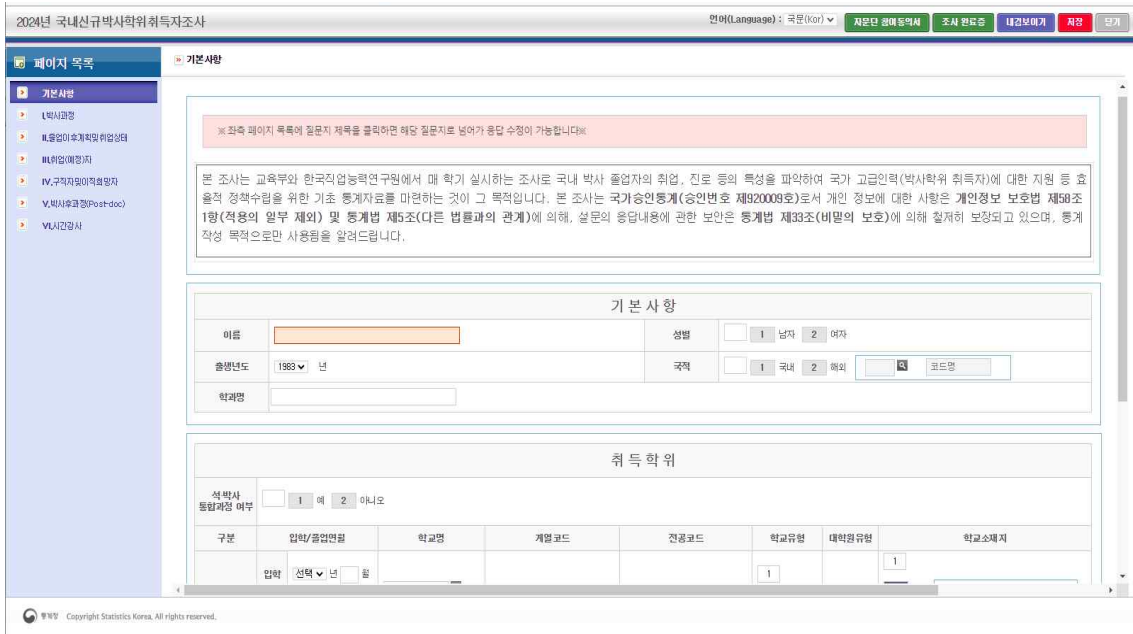 2024년 국내신규박사학위취득자조사
언어(Language) : 국문(Kor)
자문단 참여동의서
조사 완료증
내검보이기
저장
닫기
페이지 목록
기본사항
I.박사과정
II.졸업이후계획및취업상태
III.취업(예정)자
IV.구직자및이직희망자
V.박사후과정(Post-doc)
VI.시간강사
기본사항
※좌측 페이지 목록에 질문지 제목을 클릭하면 해당 질문지로 넘어가 응답 수정이 가능합니다※
본 조사는 교육부와 한국직업능력연구원에서 매 학기 실시하는 조사로 국내 박사 졸업자의 취업, 진로 등의 특성을 파악하여 국가 고급인력(박사학위 취득자)에 대한 지원 등 효
율적 정책수립을 위한 기초 통계자료를 마련하는 것이 그 목적입니다. 본 조사는 국가승인통계(승인번호 제920009호)로서 개인 정보에 대한 사항은 개인정보 보호법 제58조
1항(적용의 일부 제외) 및 통계법 제5조(다른 법률과의 관계)에 의해, 설문의 응답내용에 관한 보안은 통계법 제33조(비밀의 보호)에 의해 철저히 보장되고 있으며, 통계
작성 목적으로만 사용됨을 알려드립니다.
기본사항
이름
성별 1 남자 2 여자
출생년도 1983 년
국적 1 국내 2 해외 코드명
학과명
취득학위
석·박사
통합과정 여부 1 예 2 아니오
구분 입학/졸업년월 학교명 계열코드 전공코드 학교유형 대학원유형 학교소재지
입학 선택 년 월 1 1
통계청 Copyright Statistics Korea, All rights reserved.